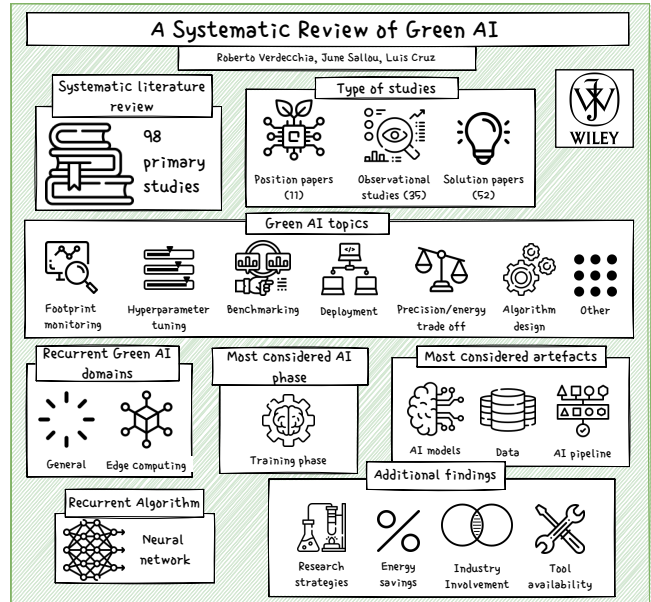 A Systematic Review of Green AI
Roberto Verdecchia, June Sallou, Luis Cruz
Systematic literature
review
98
primary
studies
Type of studies
Position papers
(11)
Observational
studies (35)
Solution papers
(52)
WILEY
Green AI topics
Footprint
monitoring
Hyperparameter
tuning
Benchmarking
</>
Deployment
Precision/energy
trade off
Algorithm
design
Other
Recurrent Green AI
domains
General
Edge computing
Most considered AI
phase
Training phase
Most considered artefacts
AI models
Data
AI pipeline
Recurrent Algorithm
Neural
network
Additional findings
Research
strategies
Energy
savings
Industry
Involvement
Tool
availability